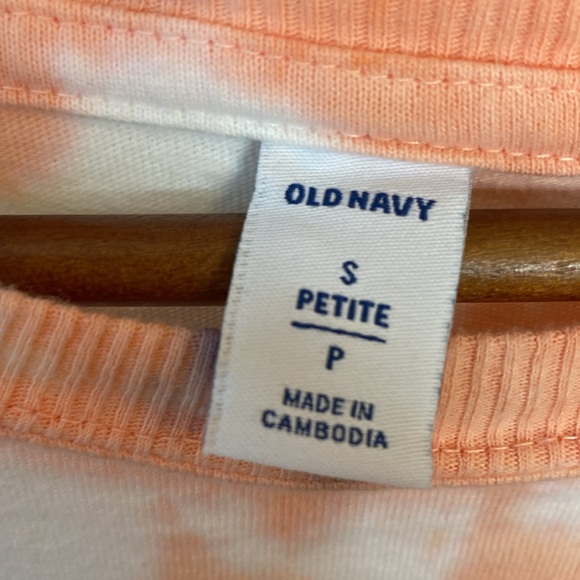 OLD NAVY
S
PETITE
P
MADE IN
CAMBODIA